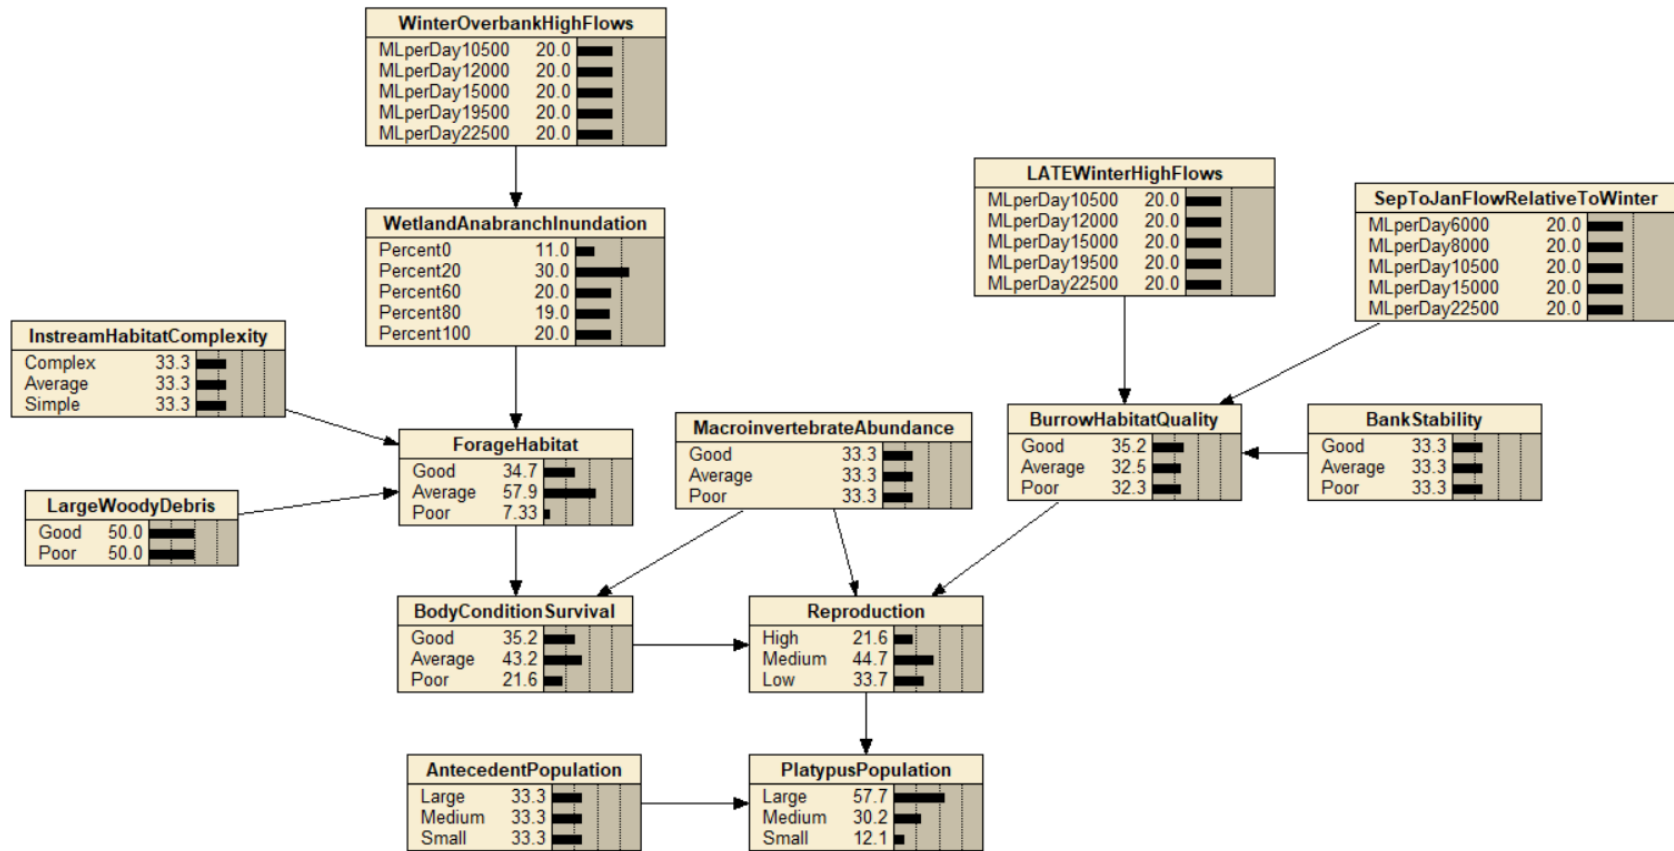 WinterOverbankHighFlows
MLperDay10500 20.0
MLperDay12000 20.0
MLperDay15000 20.0
MLperDay19500 20.0
MLperDay22500 20.0
LATEWinterHighFlows
MLperDay10500 20.0
MLperDay12000 20.0
MLperDay15000 20.0
MLperDay19500 20.0
MLperDay22500 20.0
SepToJanFlowRelativeToWinter
MLperDay6000 20.0
MLperDay8000 20.0
MLperDay10500 20.0
MLperDay15000 20.0
MLperDay22500 20.0
WetlandAnabranchInundation
Percent0 11.0
Percent20 30.0
Percent60 20.0
Percent80 19.0
Percent100 20.0
InstreamHabitatComplexity
Complex 33.3
Average 33.3
Simple 33.3
ForageHabitat
Good 34.7
Average 57.9
Poor 7.33
MacroinvertebrateAbundance
Good 33.3
Average 33.3
Poor 33.3
BurrowHabitatQuality
Good 35.2
Average 32.5
Poor 32.3
BankStability
Good 33.3
Average 33.3
Poor 33.3
LargeWoodyDebris
Good 50.0
Poor 50.0
BodyConditionSurvival
Good 35.2
Average 43.2
Poor 21.6
Reproduction
High 21.6
Medium 44.7
Low 33.7
AntecedentPopulation
Large 33.3
Medium 33.3
Small 33.3
PlatypusPopulation
Large 57.7
Medium 30.2
Small 12.1